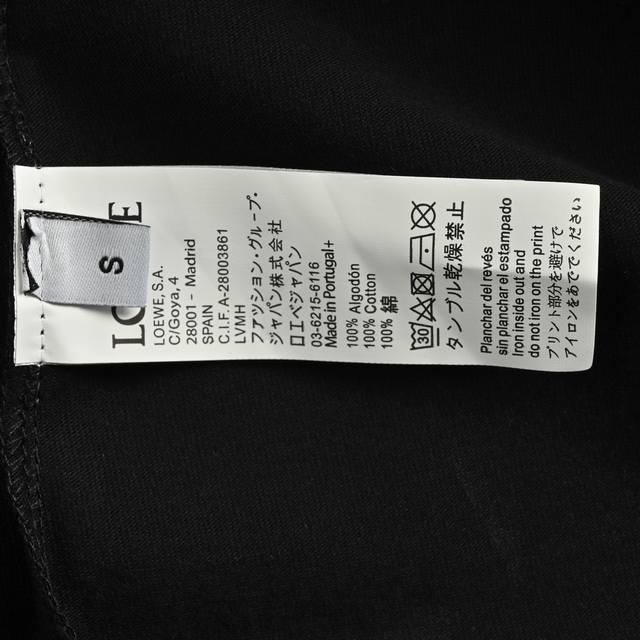 S
LOEWE, S.A.
C/Goya, 4
28001 - Madrid
SPAIN
C.I.F. A-28003861
LVMH
ファッション・グループ・
ジャパン株式会社
ロエベジャパン
03-6215-6116
Made in Portugal+
100% Algodón
100% Cotton
100% 綿
30
タンブル乾燥禁止
Planchar del revés
sin planchar el estampado
Iron inside out and
do not iron on the print
プリント部分を避けて
アイロンをあててください